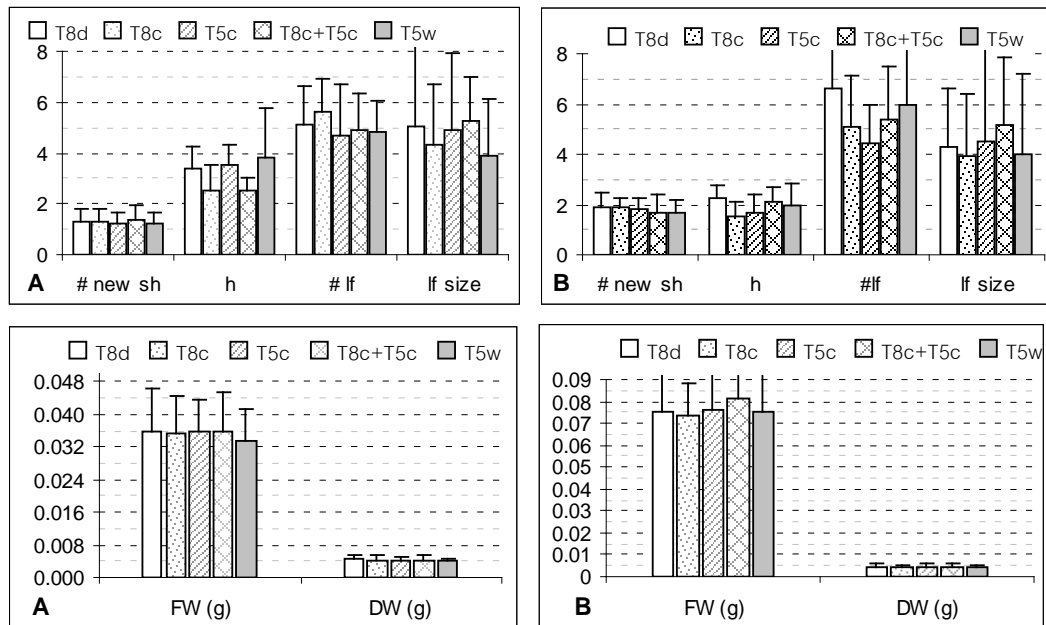 T8d T8c T5c T8c+T5c T5w
8
6
4
2
0
# new sh h # lf lf size
A
T8d T8c T5c T8c+T5c T5w
8
6
4
2
0
# new sh h #lf lf size
B
T8d T8c T5c T8c+T5c T5w
0.048
0.040
0.032
0.024
0.016
0.008
0.000
FW (g) DW (g)
A
T8d T8c T5c T8c+T5c T5w
0.09
0.08
0.07
0.06
0.05
0.04
0.03
0.02
0.01
0
FW (g) DW (g)
B